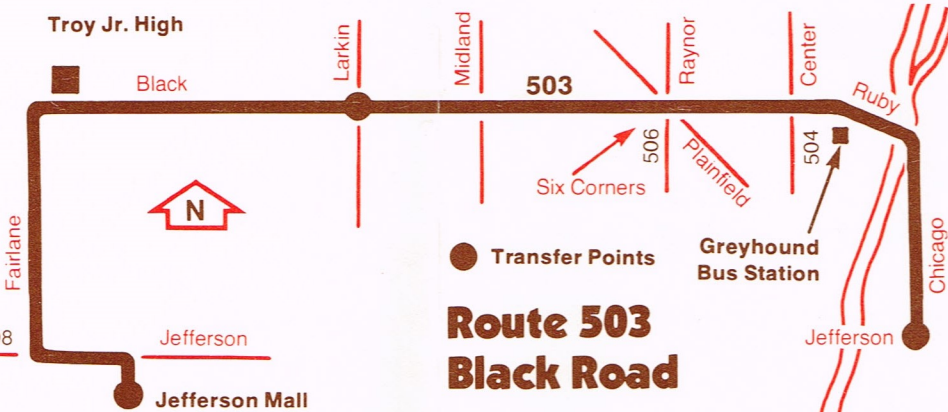 Troy Jr. High
Black
Larkin
Midland
503
Raynor
Center
Ruby
506
Plainfield
504
Six Corners
N
Fairlane
Transfer Points
Greyhound
Bus Station
Chicago
Route 503
Black Road
Jefferson
Jefferson
Jefferson Mall
8